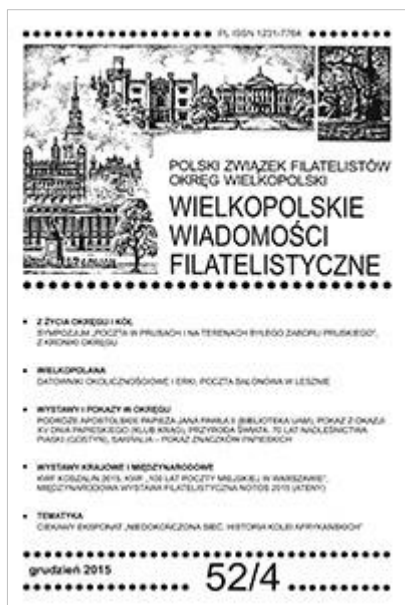 PL ISSN 1231-7764
POLSKI ZWIĄZEK FILATELISTÓW
OKRĘG WIELKOPOLSKI
WIELKOPOLSKIE
WIADOMOŚCI
FILATELISTYCZNE
Z ŻYCIA OKRĘGU I KÓŁ
SYMPOZJUM „POCZTA W PRUSACH I NA TERENACH BYŁEGO ZABORU PRUSKIEGO",
Z KRONIKI OKRĘGU
WIELKOPOLANA
DATOWNIKI OKOLICZNOŚCIOWE I ERKI, POCZTA BALONOWA W LESZNIE
WYSTAWY I POKAZY W OKRĘGU
PODRÓŻE APOSTOLSKIE PAPIEŻA JANA PAWŁA II (BIBLIOTEKA UAM), POKAZ Z OKAZJI
XV DNIA PAPIESKIEGO (KLUB KRĄG), PRZYRODA ŚWIATA, 70 LAT NADLEŚNICTWA
PIASKI (GOSTYŃ), SAKRALIA – POKAZ ZNACZKÓW PAPIESKICH
WYSTAWY KRAJOWE I MIĘDZYNARODOWE
KWF KOSZALIN 2015, KWF „100 LAT POCZTY MIEJSKIEJ W WARSZAWIE",
MIĘDZYNARODOWA WYSTAWA FILATELISTYCZNA NOTOS 2015 (ATENY)
TEMATYKA
CIEKAWY EKSPONAT „NIEDOKOŃCZONA SIEĆ. HISTORIA KOLEI AFRYKAŃSKICH"
grudzień 2015
52/4